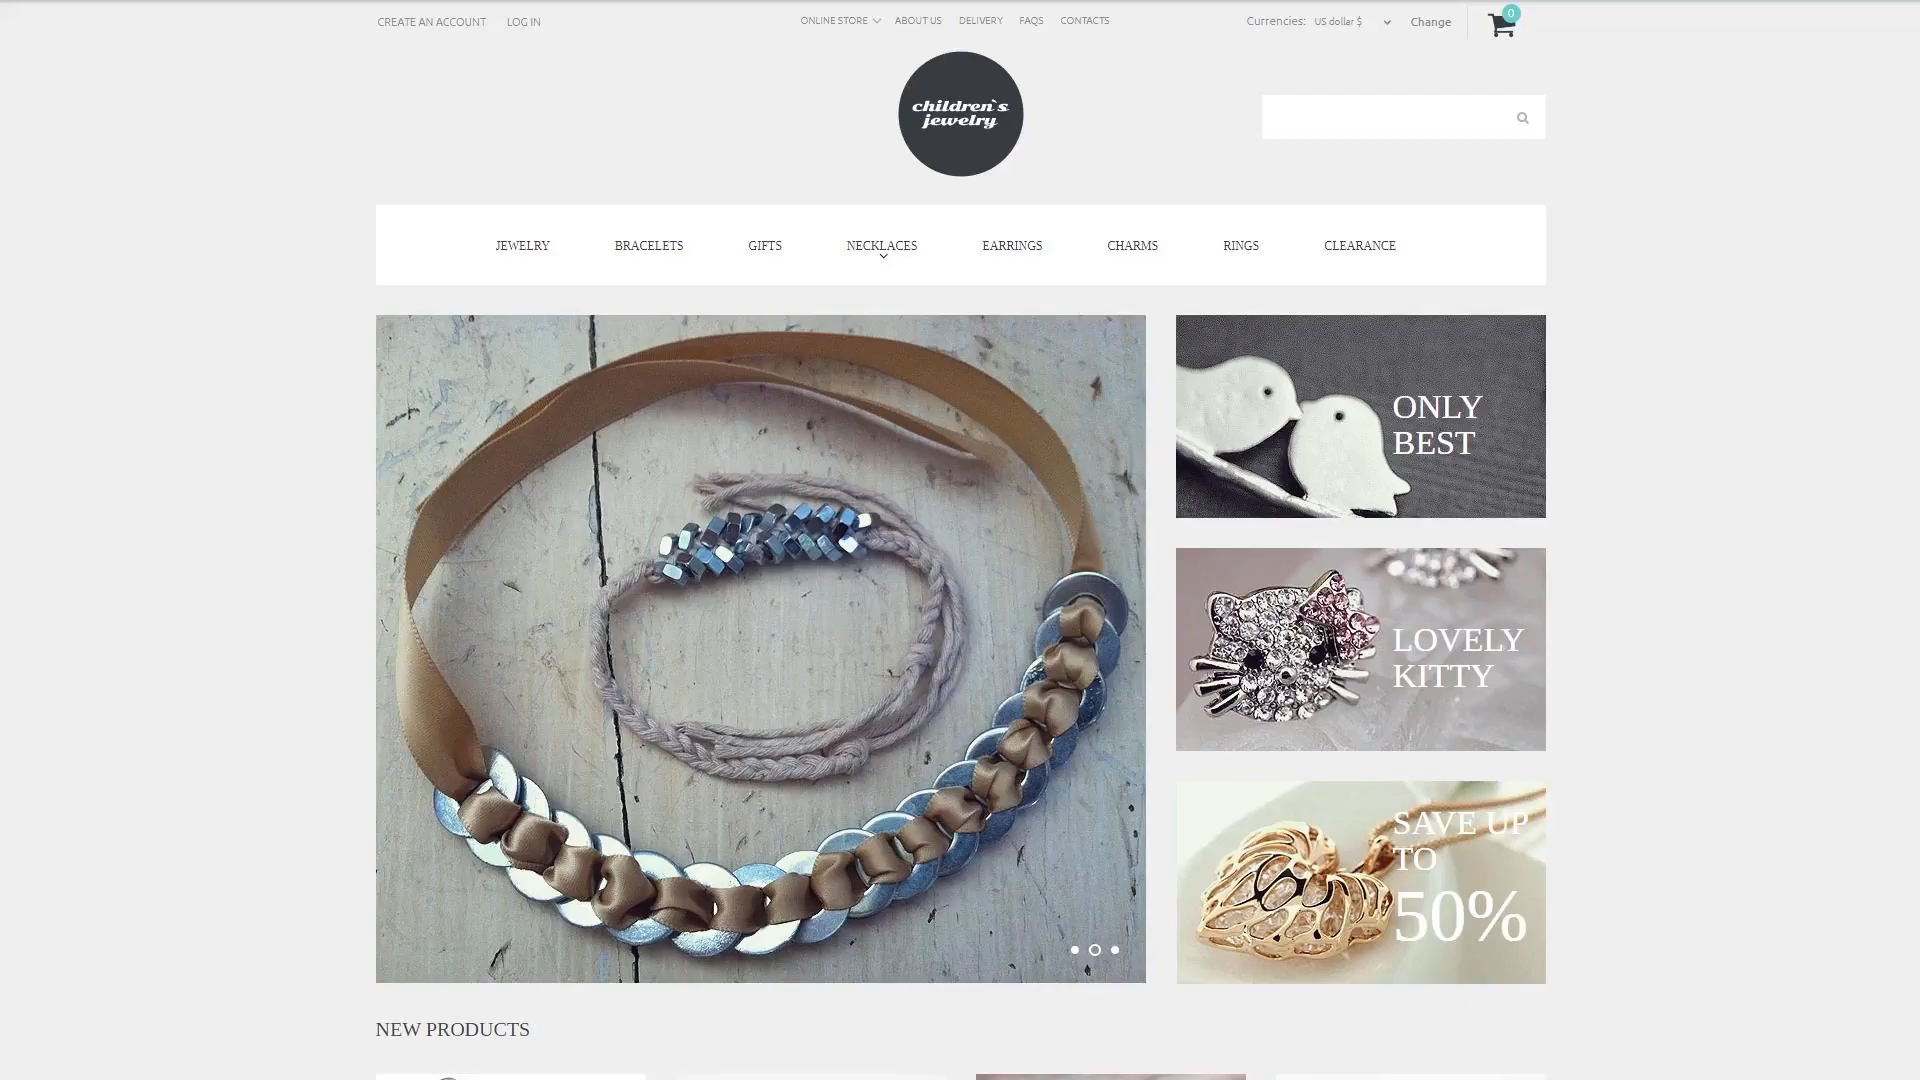 CREATE AN ACCOUNT LOG IN ONLINE STORE ABOUT US DELIVERY FAQS CONTACTS Currencies: US dollar $ Change 0
children`s
jewelry
JEWELRY BRACELETS GIFTS NECKLACES EARRINGS CHARMS RINGS CLEARANCE
ONLY
BEST
LOVELY
KITTY
SAVE UP
TO
50%
NEW PRODUCTS